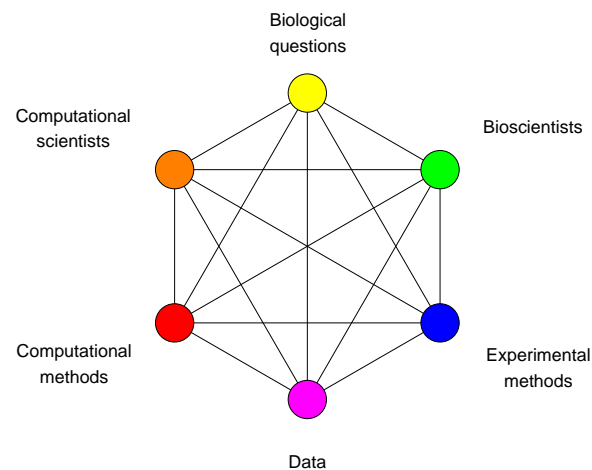 Biological
questions
Computational
scientists
Bioscientists
Computational
methods
Experimental
methods
Data